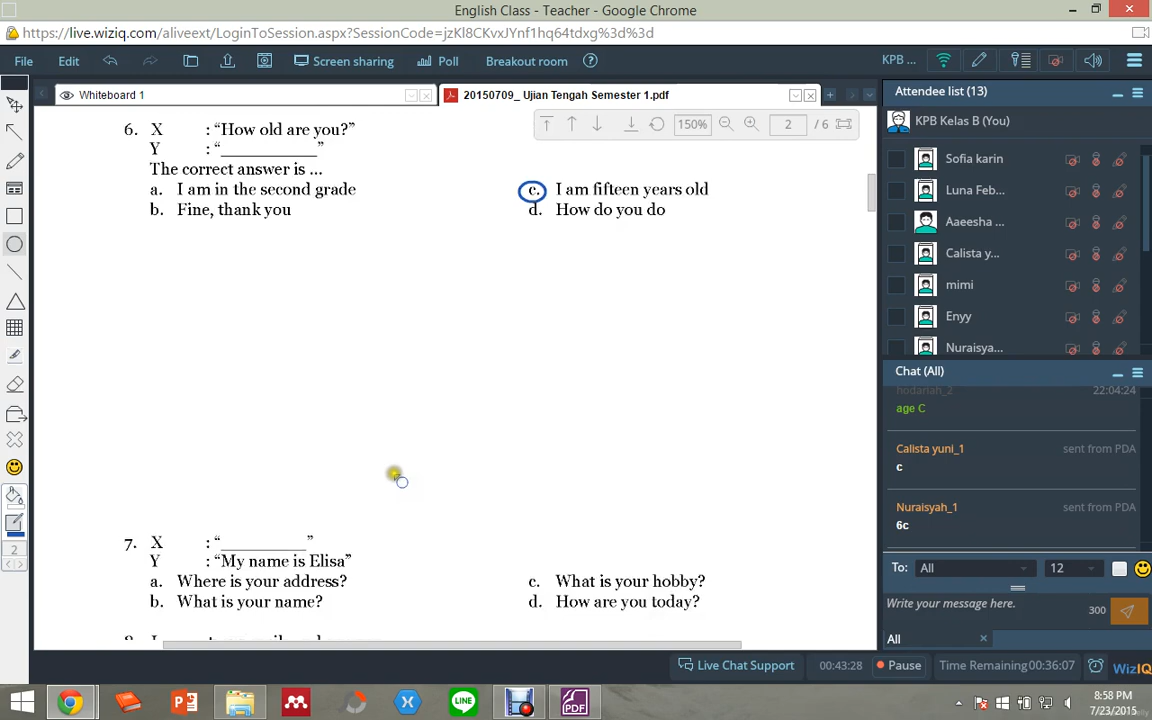 English Class - Teacher - Google Chrome
https://live.wiziq.com/aliveext/LoginToSession.aspx?SessionCode=jzKl8CKvxJYnf1hq64tdxg%3d%3d
File
Edit
Screen sharing
Poll
Breakout room
KPB ...
Whiteboard 1
20150709_ Ujian Tengah Semester 1.pdf
150%
2
/ 6
6. X : “How old are you?”
Y : “____________”
The correct answer is ...
a. I am in the second grade
c. I am fifteen years old
b. Fine, thank you
d. How do you do
7. X : “___________”
Y : “My name is Elisa”
a. Where is your address?
c. What is your hobby?
b. What is your name?
d. How are you today?
2
Attendee list (13)
KPB Kelas B (You)
Sofia karin
Luna Feb...
Aaeesha ...
Calista y...
mimi
Enyy
Nuraisya...
Chat (All)
hodariah_2 22:04:24
age C
Calista yuni_1 sent from PDA
c
Nuraisyah_1 sent from PDA
6c
To: All 12
Write your message here. 300
All
Live Chat Support
00:43:28
Pause
Time Remaining00:36:07
WizIQ
8:58 PM
7/23/2015